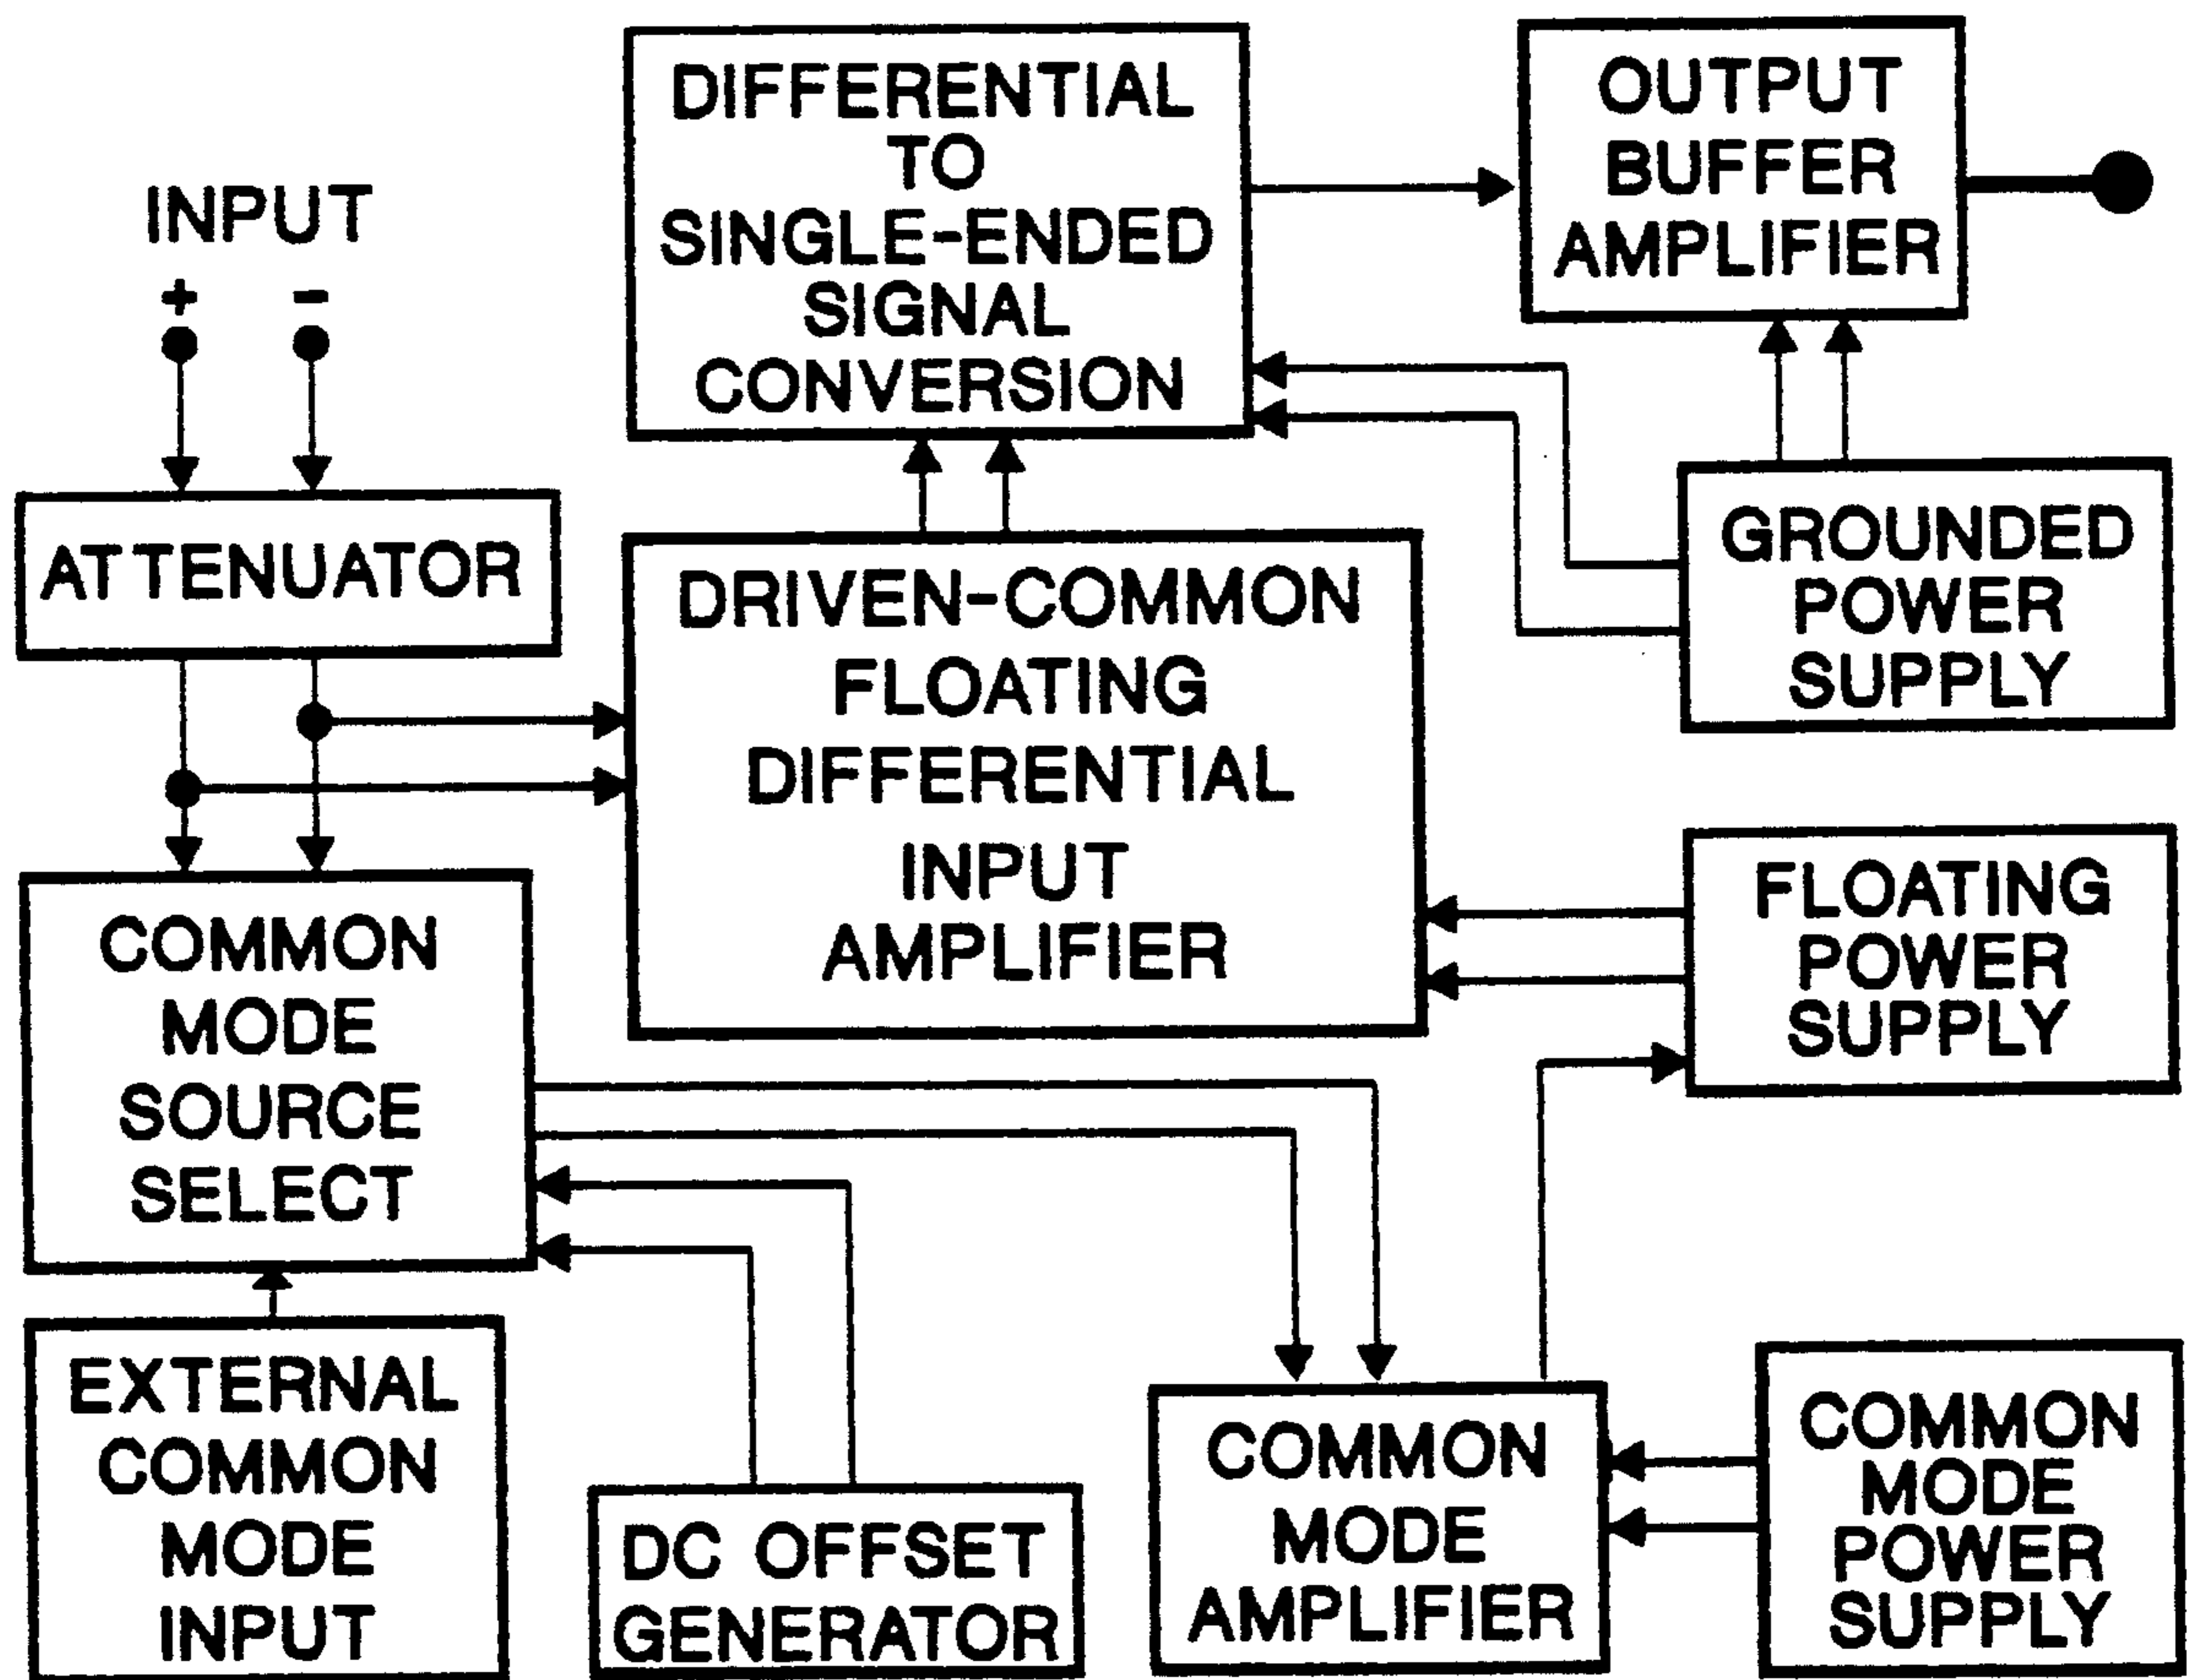 DIFFERENTIAL
TO
SINGLE-ENDED
SIGNAL
CONVERSION
OUTPUT
BUFFER
AMPLIFIER
INPUT
+ -
ATTENUATOR
DRIVEN-COMMON
FLOATING
DIFFERENTIAL
INPUT
AMPLIFIER
GROUNDED
POWER
SUPPLY
FLOATING
POWER
SUPPLY
COMMON
MODE
SOURCE
SELECT
EXTERNAL
COMMON
MODE
INPUT
DC OFFSET
GENERATOR
COMMON
MODE
AMPLIFIER
COMMON
MODE
POWER
SUPPLY